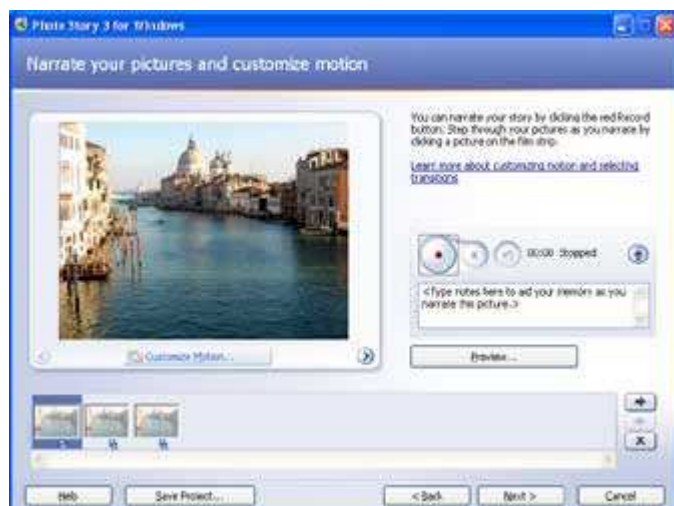 Photo Story 3 for Windows
Narrate your pictures and customize motion
You can narrate your story by clicking the red Record
button. Step through your pictures as you narrate by
clicking a picture on the film strip.
Learn more about customizing motion and selecting
transitions
00:00 Stopped
<Type notes here to aid your memory as you
narrate this picture.>
Customize Motion...
Preview...
Help
Save Project...
< Back
Next >
Cancel